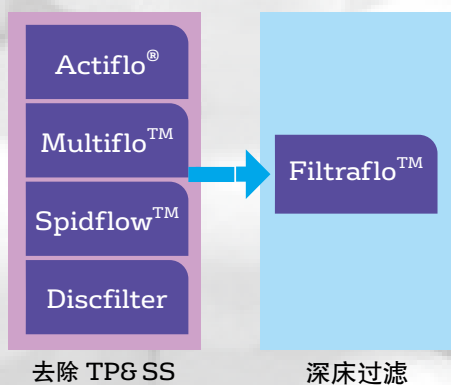 Actiflo®
Multiflo™
Spidflow™
Discfilter
去除 TP& SS
Filtraflo™
深床过滤